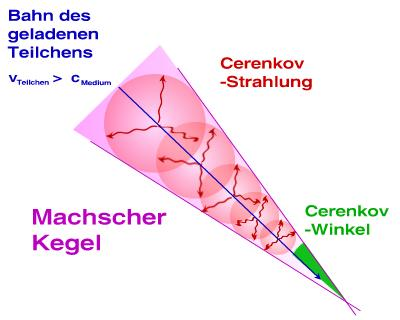 Bahn des
geladenen
Teilchens
vTeilchen > cMedium
Cerenkov
-Strahlung
Cerenkov
-Winkel
Machscher
Kegel